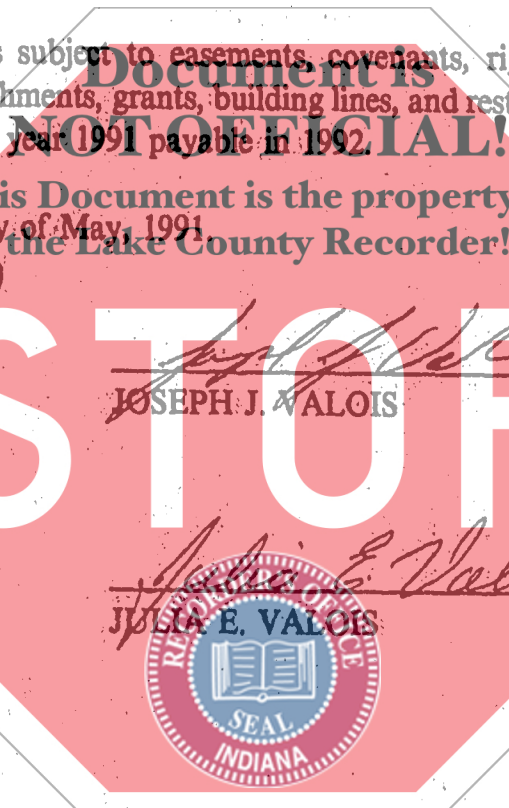 subject to easements, covenants,
Document is
hments, grants, building lines, and
NOT OFFICIAL!
year 1991 payable in 1992.
is Document is the property
of May, 1991.
the Lake County Recorder!
STO
JOSEPH J. VALOIS
JULIA E. VALOIS
RECORDER'S OFFICE
SEAL
INDIANA